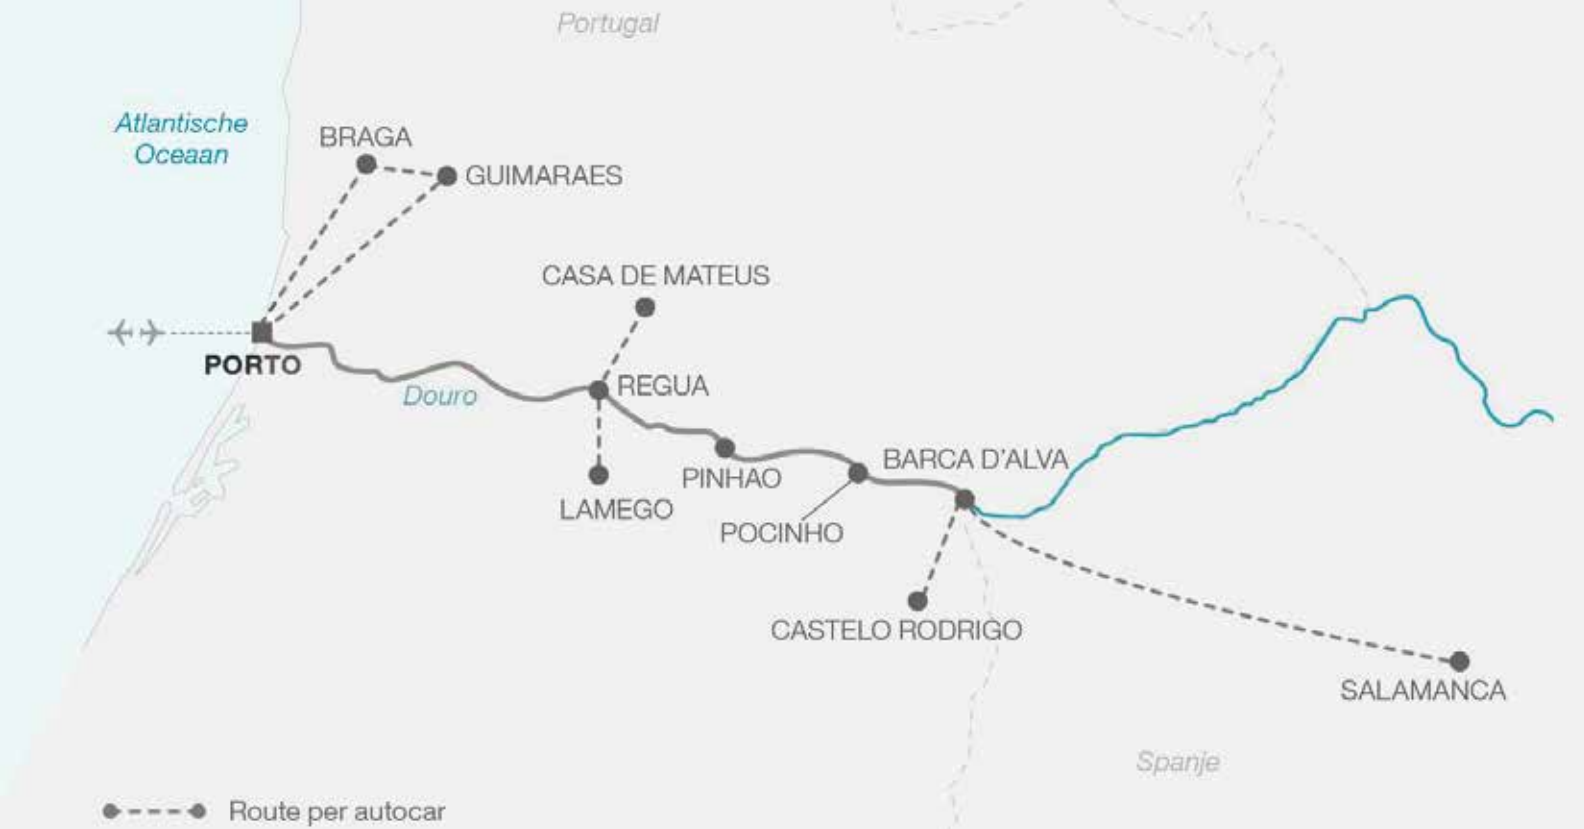 Portugal
Atlantische
Oceaan
BRAGA
GUIMARAES
CASA DE MATEUS
PORTO
REGUA
Douro
BARCA D'ALVA
PINHAO
LAMEGO
POCINHO
CASTELO RODRIGO
SALAMANCA
Spanje
Route per autocar